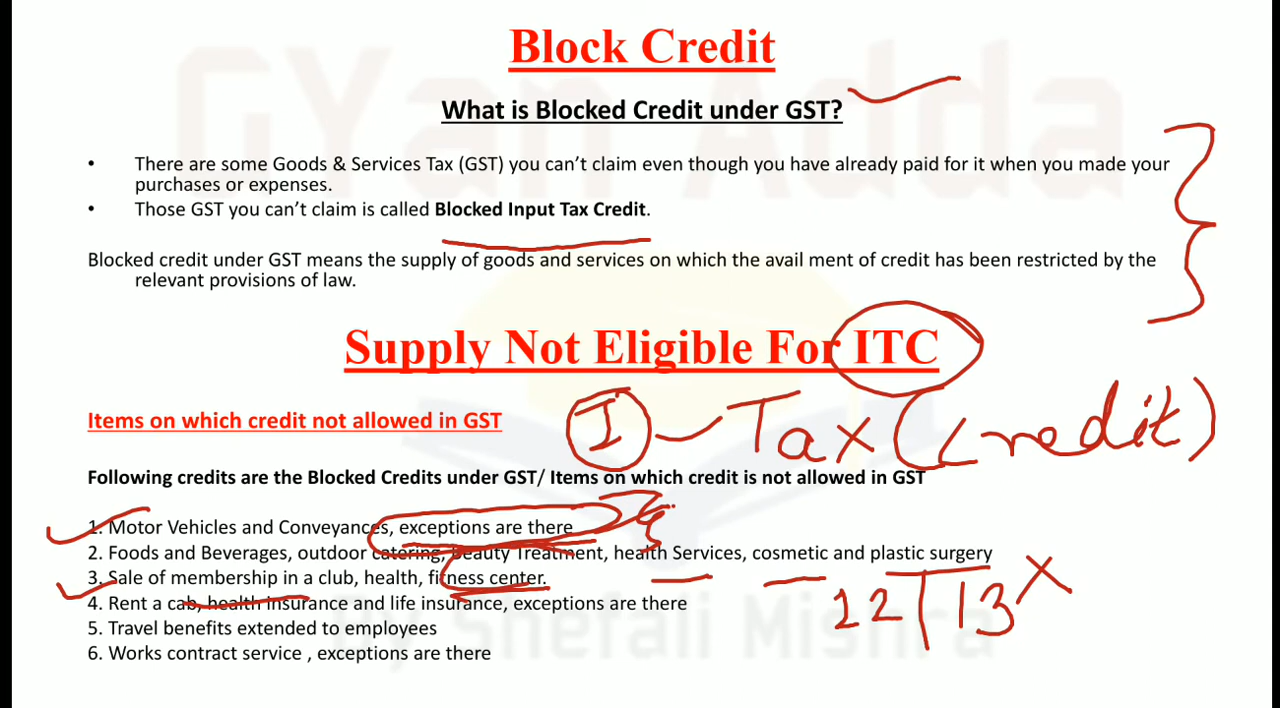 Block Credit
What is Blocked Credit under GST?
• There are some Goods & Services Tax (GST) you can't claim even though you have already paid for it when you made your
purchases or expenses.
• Those GST you can't claim is called Blocked Input Tax Credit.
Blocked credit under GST means the supply of goods and services on which the avail ment of credit has been restricted by the
relevant provisions of law.
Supply Not Eligible For ITC
Items on which credit not allowed in GST
I - Tax (Credit)
Following credits are the Blocked Credits under GST/ Items on which credit is not allowed in GST
1. Motor Vehicles and Conveyances, exceptions are there
2. Foods and Beverages, outdoor catering, Beauty Treatment, health Services, cosmetic and plastic surgery
3. Sale of membership in a club, health, fitness center.
4. Rent a cab, health insurance and life insurance, exceptions are there
22 13 X
5. Travel benefits extended to employees
6. Works contract service , exceptions are there
GYan Adda
By Shefali Mishra